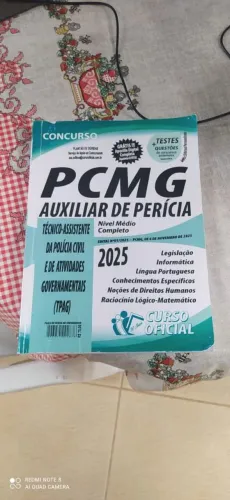 CONCURSO
GRÁTIS
+TESTES
QUESTÕES
PCMG
AUXILIAR DE PERÍCIA
Nível Médio
Completo
TÉCNICO-ASSISTENTE
DA POLÍCIA CIVIL
E DE ATIVIDADES
GOVERNAMENTAIS
(TPAG)
2025
Legislação
Informática
Língua Portuguesa
Conhecimentos Específicos
Noções de Direitos Humanos
Raciocínio Lógico-Matemático
CURSO
OFICIAL
REDMI NOTE 8
AI QUAD CAMERA